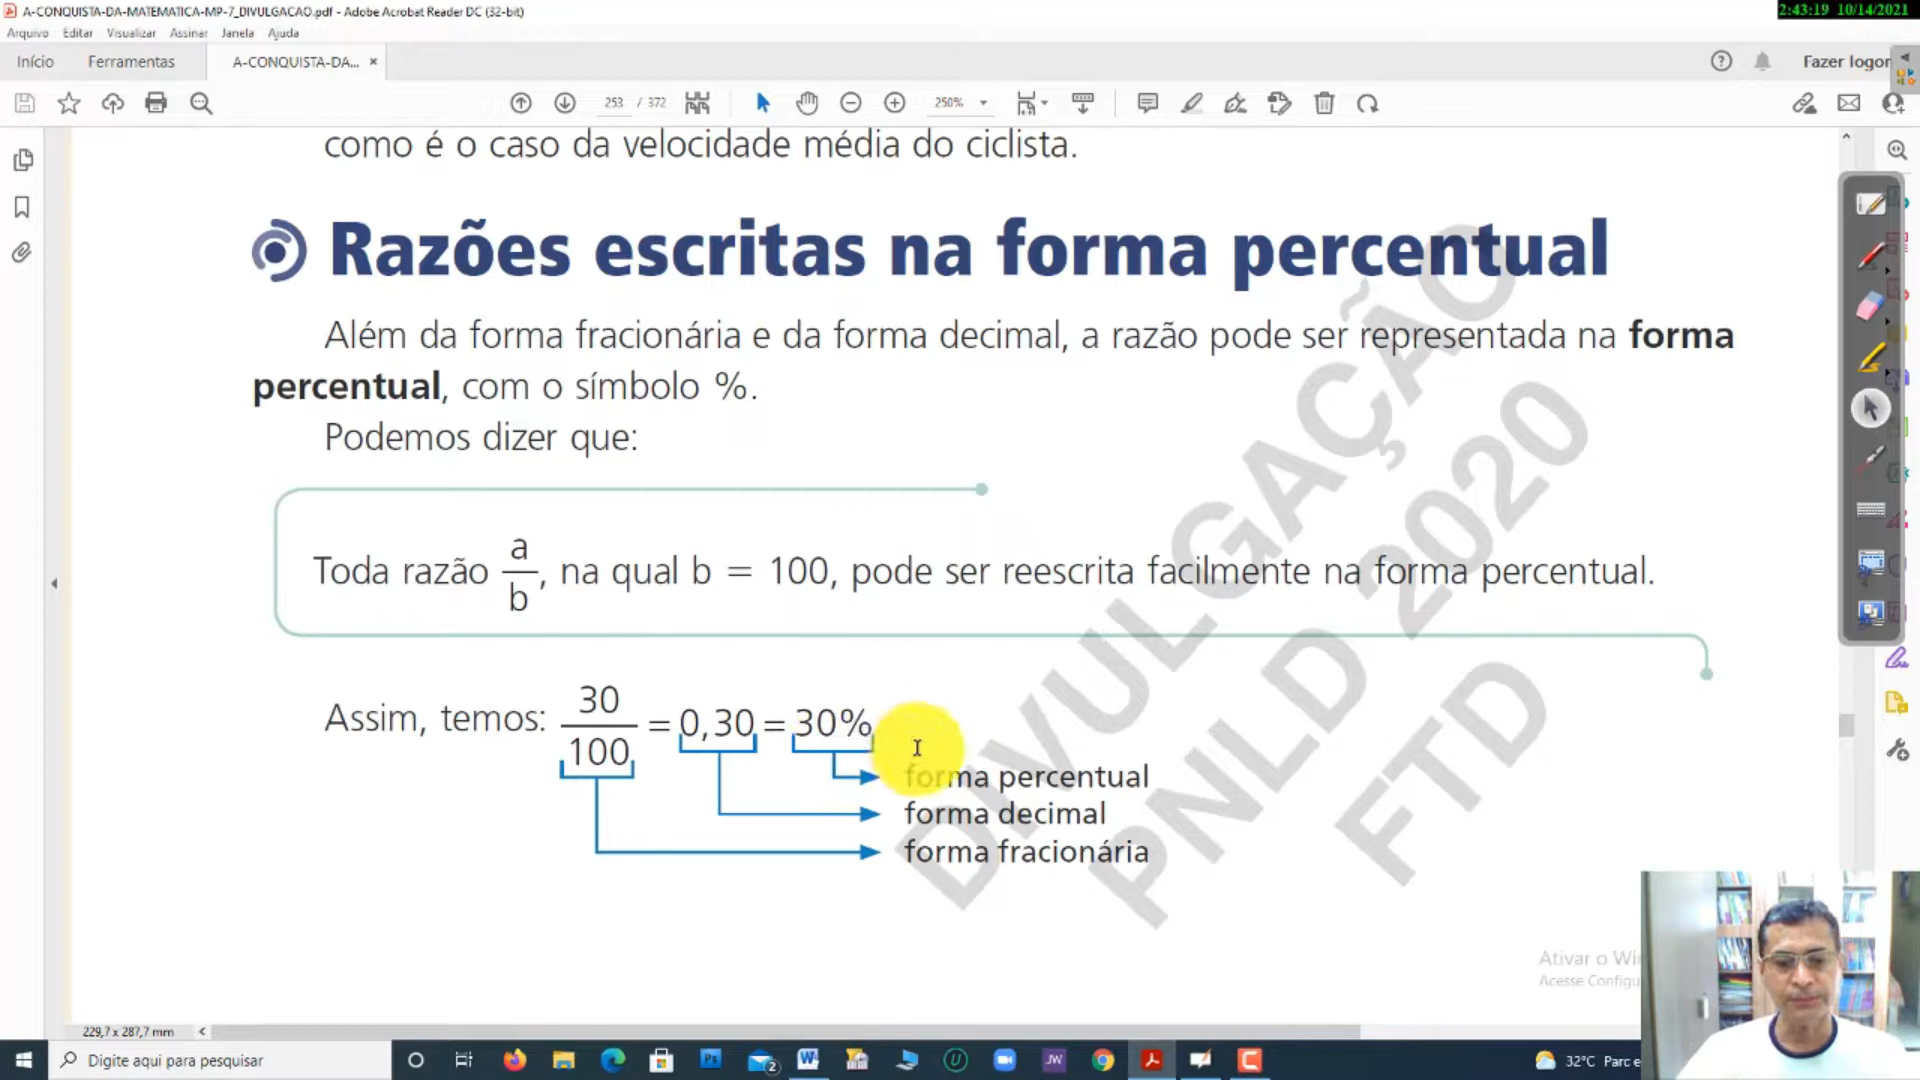 A-CONQUISTA-DA-MATEMATICA-MP-7_DIVULGACAO.pdf - Adobe Acrobat Reader DC (32-bit)
2:43:19 10/14/2021
Arquivo Editar Visualizar Assinar Janela Ajuda
Início Ferramentas A-CONQUISTA-DA... × Fazer logon
253 / 372 250%
como é o caso da velocidade média do ciclista.
Razões escritas na forma percentual
Além da forma fracionária e da forma decimal, a razão pode ser representada na forma
percentual, com o símbolo %.
Podemos dizer que:
Toda razão a/b, na qual b = 100, pode ser reescrita facilmente na forma percentual.
Assim, temos: 30/100 = 0,30 = 30%
forma percentual
forma decimal
forma fracionária
DIVULGAÇÃO
PNLD 2020
FTD
Ativar o Wi
Acesse Configu
229,7 x 287,7 mm
Digite aqui para pesquisar
2
JW
32°C Parc e